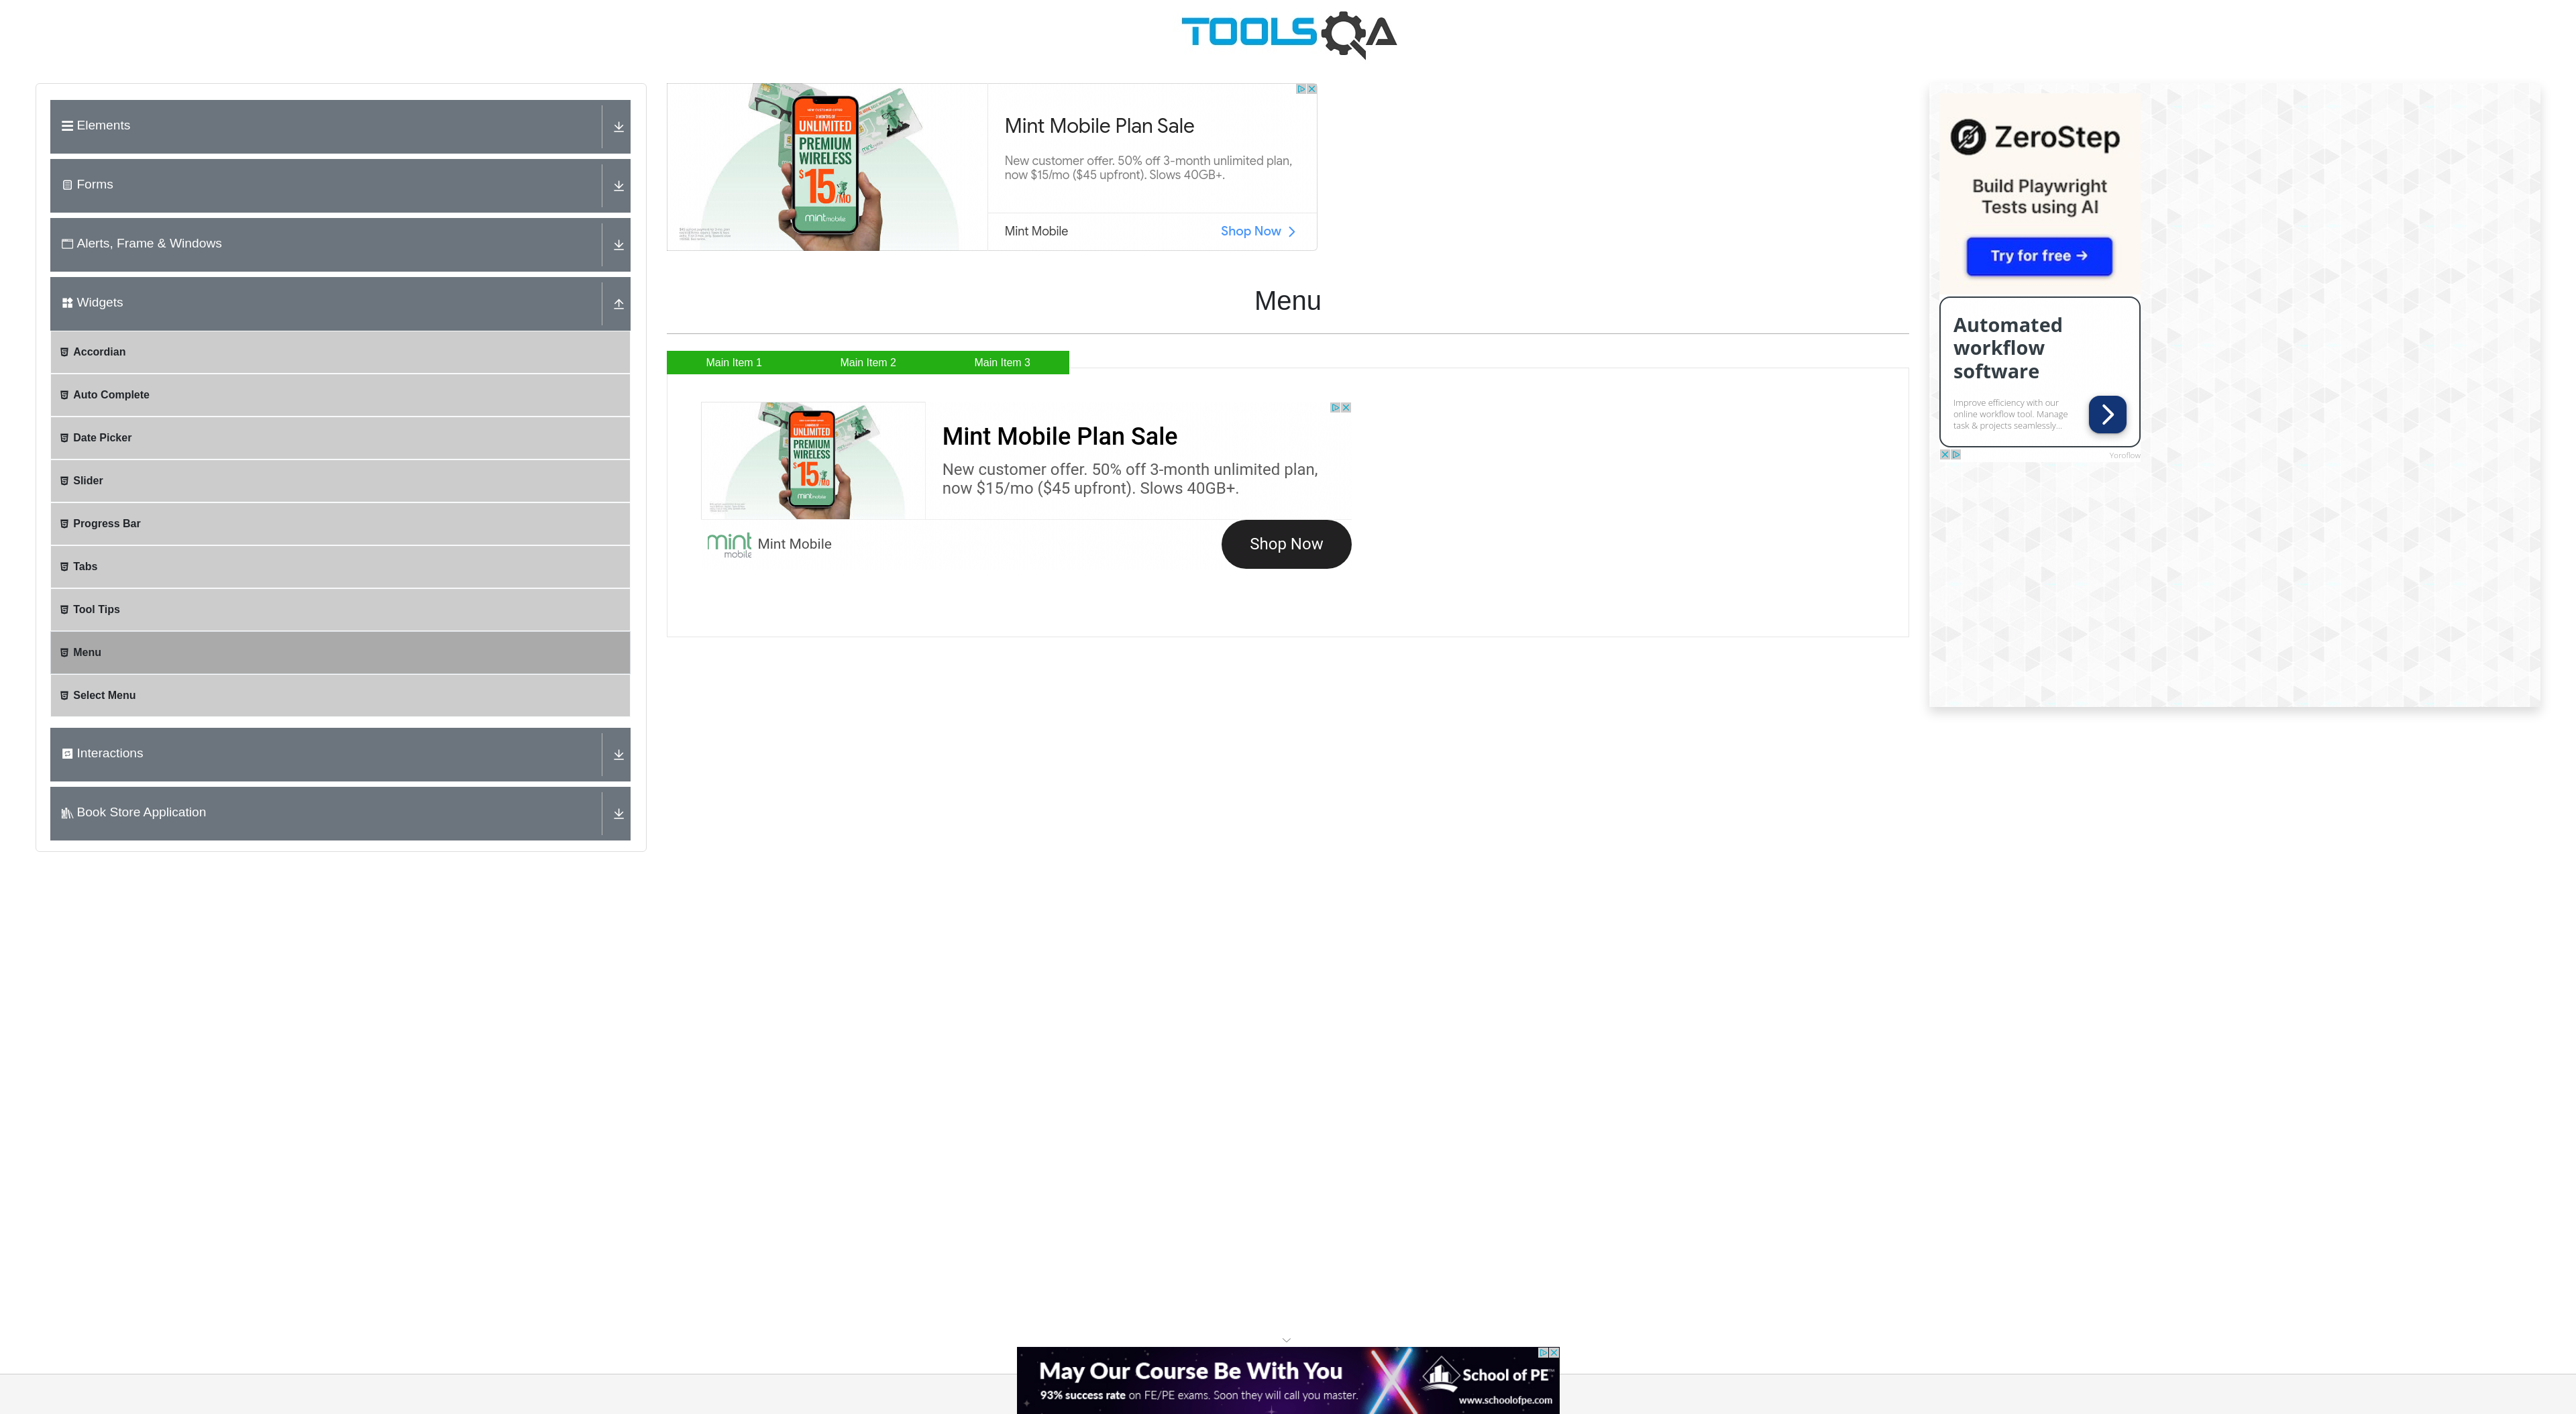 TOOLSQA
Elements
Forms
Alerts, Frame & Windows
Widgets
Accordian
Auto Complete
Date Picker
Slider
Progress Bar
Tabs
Tool Tips
Menu
Select Menu
Interactions
Book Store Application
UNLIMITED
PREMIUM
WIRELESS
$15/MO
mintmobile
Mint Mobile Plan Sale
New customer offer. 50% off 3-month unlimited plan,
now $15/mo ($45 upfront). Slows 40GB+.
Mint Mobile
Shop Now
Menu
Main Item 1 Main Item 2 Main Item 3
UNLIMITED
PREMIUM
WIRELESS
$15/MO
mintmobile
Mint Mobile Plan Sale
New customer offer. 50% off 3-month unlimited plan,
now $15/mo ($45 upfront). Slows 40GB+.
mint
mobile
Mint Mobile
Shop Now
ZeroStep
Build Playwright
Tests using AI
Try for free →
Automated
workflow
software
Improve efficiency with our
online workflow tool. Manage
task & projects seamlessly...
Yoroflow
May Our Course Be With You
93% success rate on FE/PE exams. Soon they will call you master.
School of PE
www.schoolofpe.com